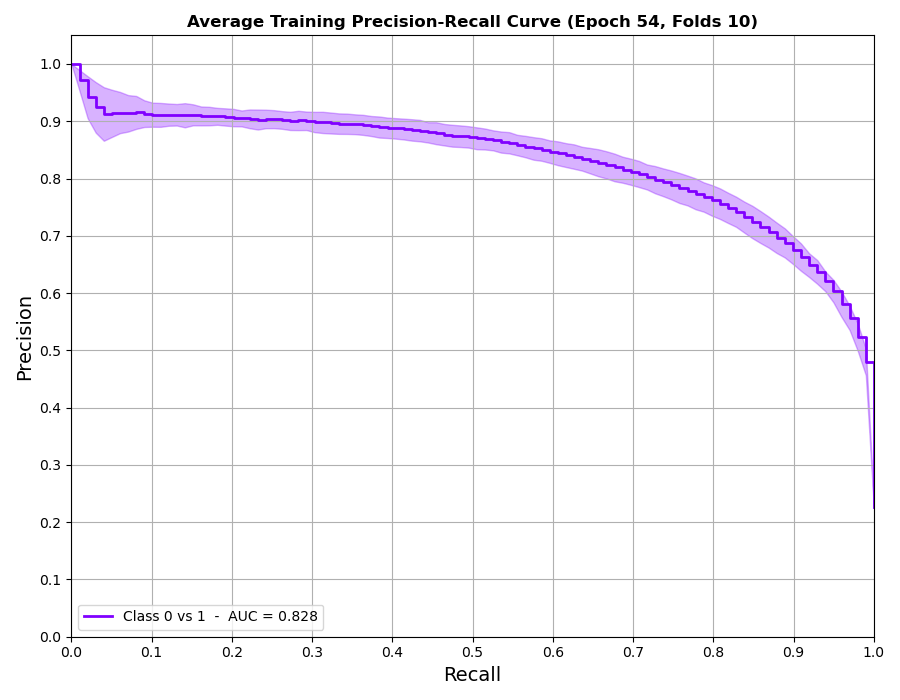 Average Training Precision-Recall Curve (Epoch 54, Folds 10)
1.0
0.9
0.8
0.7
0.6
0.5
0.4
0.3
0.2
0.1
0.0
Precision
Class 0 vs 1 - AUC = 0.828
0.0 0.1 0.2 0.3 0.4 0.5 0.6 0.7 0.8 0.9 1.0
Recall